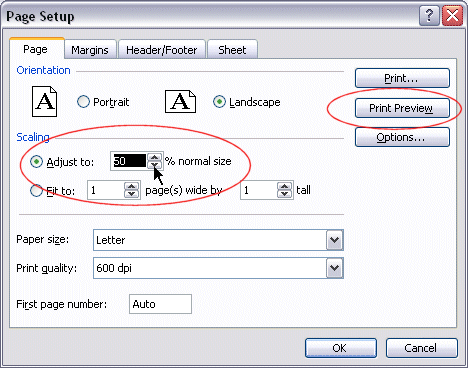 Page Setup
Page Margins Header/Footer Sheet
Orientation
Print...
A Portrait A Landscape
Print Preview
Scaling
Options...
Adjust to: 50 % normal size
Fit to: 1 page(s) wide by 1 tall
Paper size: Letter
Print quality: 600 dpi
First page number: Auto
OK Cancel